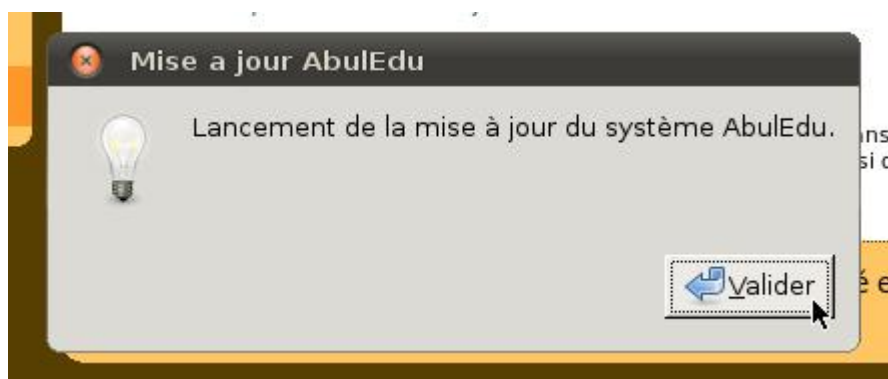 Mise a jour AbulEdu
Lancement de la mise à jour du système AbulEdu.
Valider